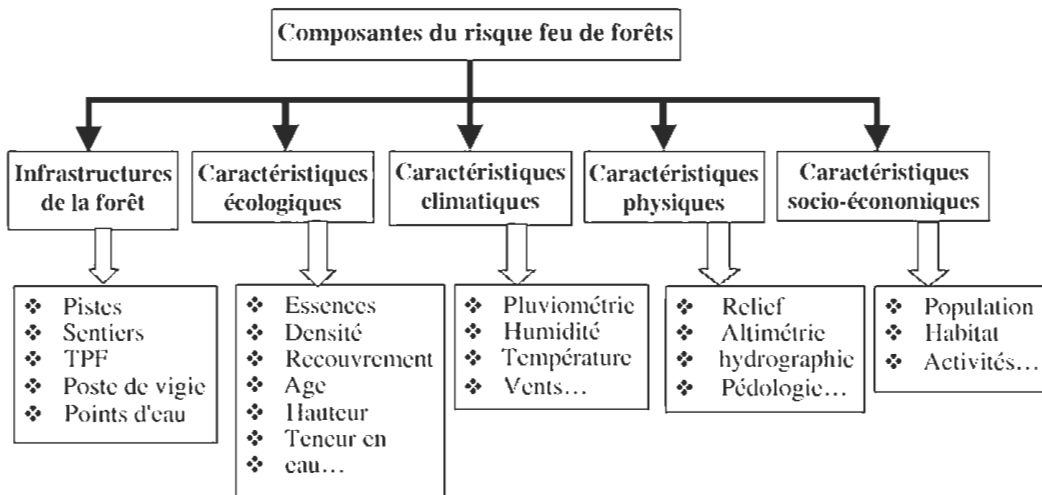 Composantes du risque feu de forêts
Infrastructures
de la forêt
Caractéristiques
écologiques
Caractéristiques
climatiques
Caractéristiques
physiques
Caractéristiques
socio-économiques
❖ Pistes
❖ Sentiers
❖ TPF
❖ Poste de vigie
❖ Points d'eau
❖ Essences
❖ Densité
❖ Recouvrement
❖ Age
❖ Hauteur
❖ Teneur en
❖ eau…
❖ Pluviométrie
❖ Humidité
❖ Température
❖ Vents…
❖ Relief
❖ Altimétrie
❖ hydrographie
❖ Pédologie…
❖ Population
❖ Habitat
❖ Activités…